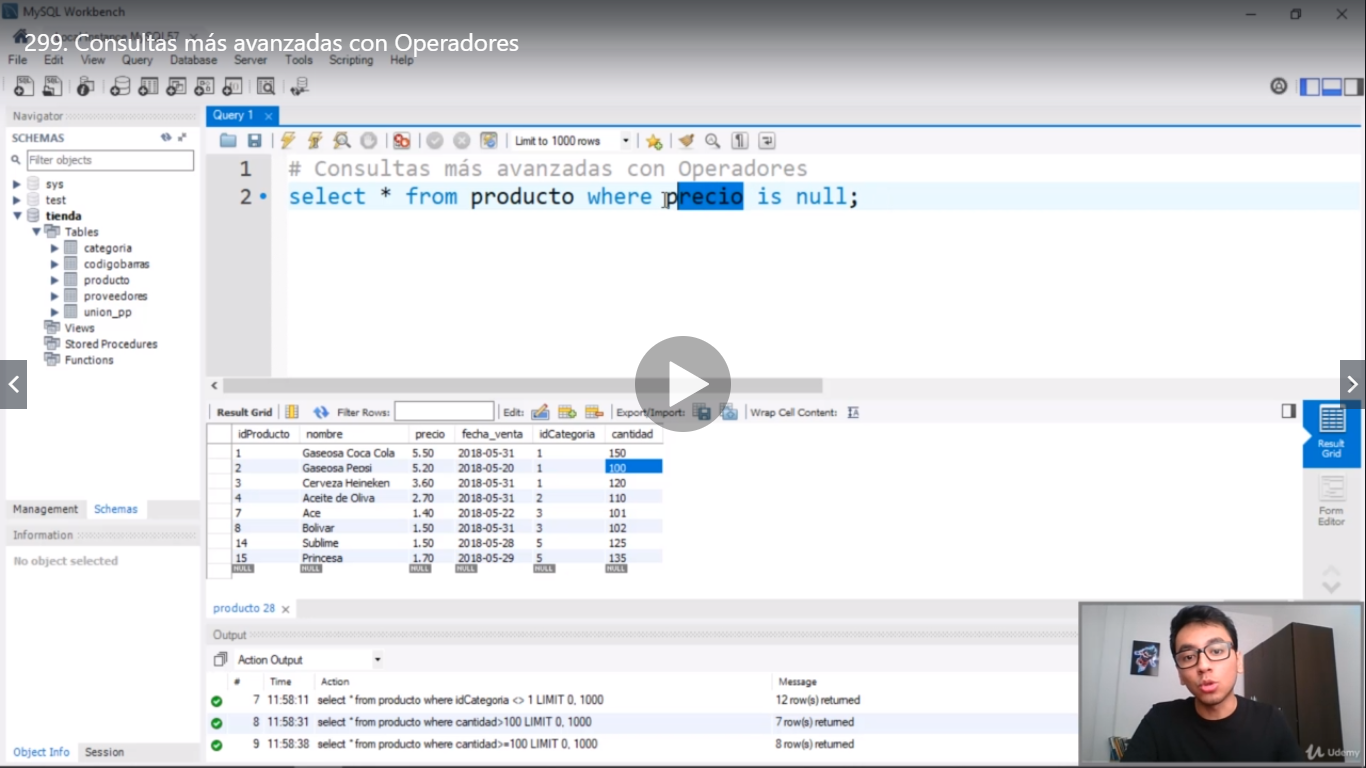 MySQL Workbench
299. Consultas más avanzadas con Operadores
File Edit View Query Database Server Tools Scripting Help
Navigator
Query 1
SCHEMAS
Limit to 1000 rows
Filter objects
1 # Consultas más avanzadas con Operadores
2 select * from producto where precio is null;
sys
test
tienda
Tables
categoria
codigobarras
producto
proveedores
union_pp
Views
Stored Procedures
Functions
Management Schemas
Information
No object selected
Object Info Session
Result Grid Filter Rows: Edit: Export/Import: Wrap Cell Content:
idProducto nombre precio fecha_venta idCategoria cantidad
1 Gaseosa Coca Cola 5.50 2018-05-31 1 150
2 Gaseosa Pepsi 5.20 2018-05-20 1 100
3 Cerveza Heineken 3.60 2018-05-31 1 120
4 Aceite de Oliva 2.70 2018-05-31 2 110
7 Ace 1.40 2018-05-22 3 101
8 Bolivar 1.50 2018-05-31 3 102
14 Sublime 1.50 2018-05-28 5 125
15 Princesa 1.70 2018-05-29 5 135
NULL NULL NULL NULL NULL NULL
Result
Grid
Form
Editor
producto 28
Output
Action Output
# Time Action Message
7 11:58:11 select * from producto where idCategoria <> 1 LIMIT 0, 1000 12 row(s) returned
8 11:58:31 select * from producto where cantidad>100 LIMIT 0, 1000 7 row(s) returned
9 11:58:38 select * from producto where cantidad>=100 LIMIT 0, 1000 8 row(s) returned
Udemy